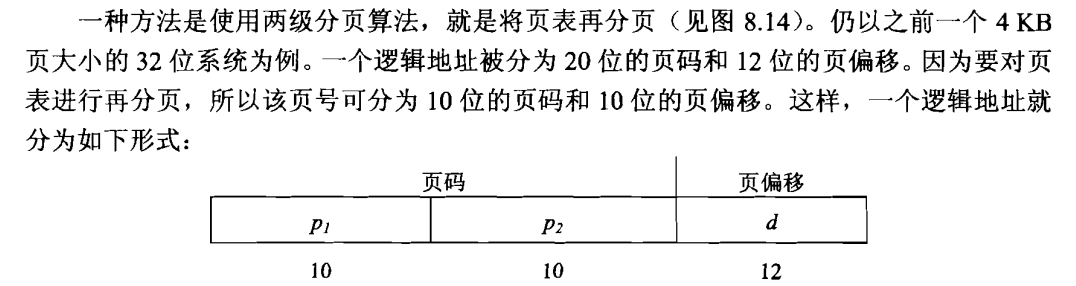 一种方法是使用两级分页算法，就是将页表再分页（见图 8.14）。仍以之前一个 4 KB
页大小的 32 位系统为例。一个逻辑地址被分为 20 位的页码和 12 位的页偏移。因为要对页
表进行再分页，所以该页号可分为 10 位的页码和 10 位的页偏移。这样，一个逻辑地址就
分为如下形式：
页码 页偏移
p1 p2 d
10 10 12